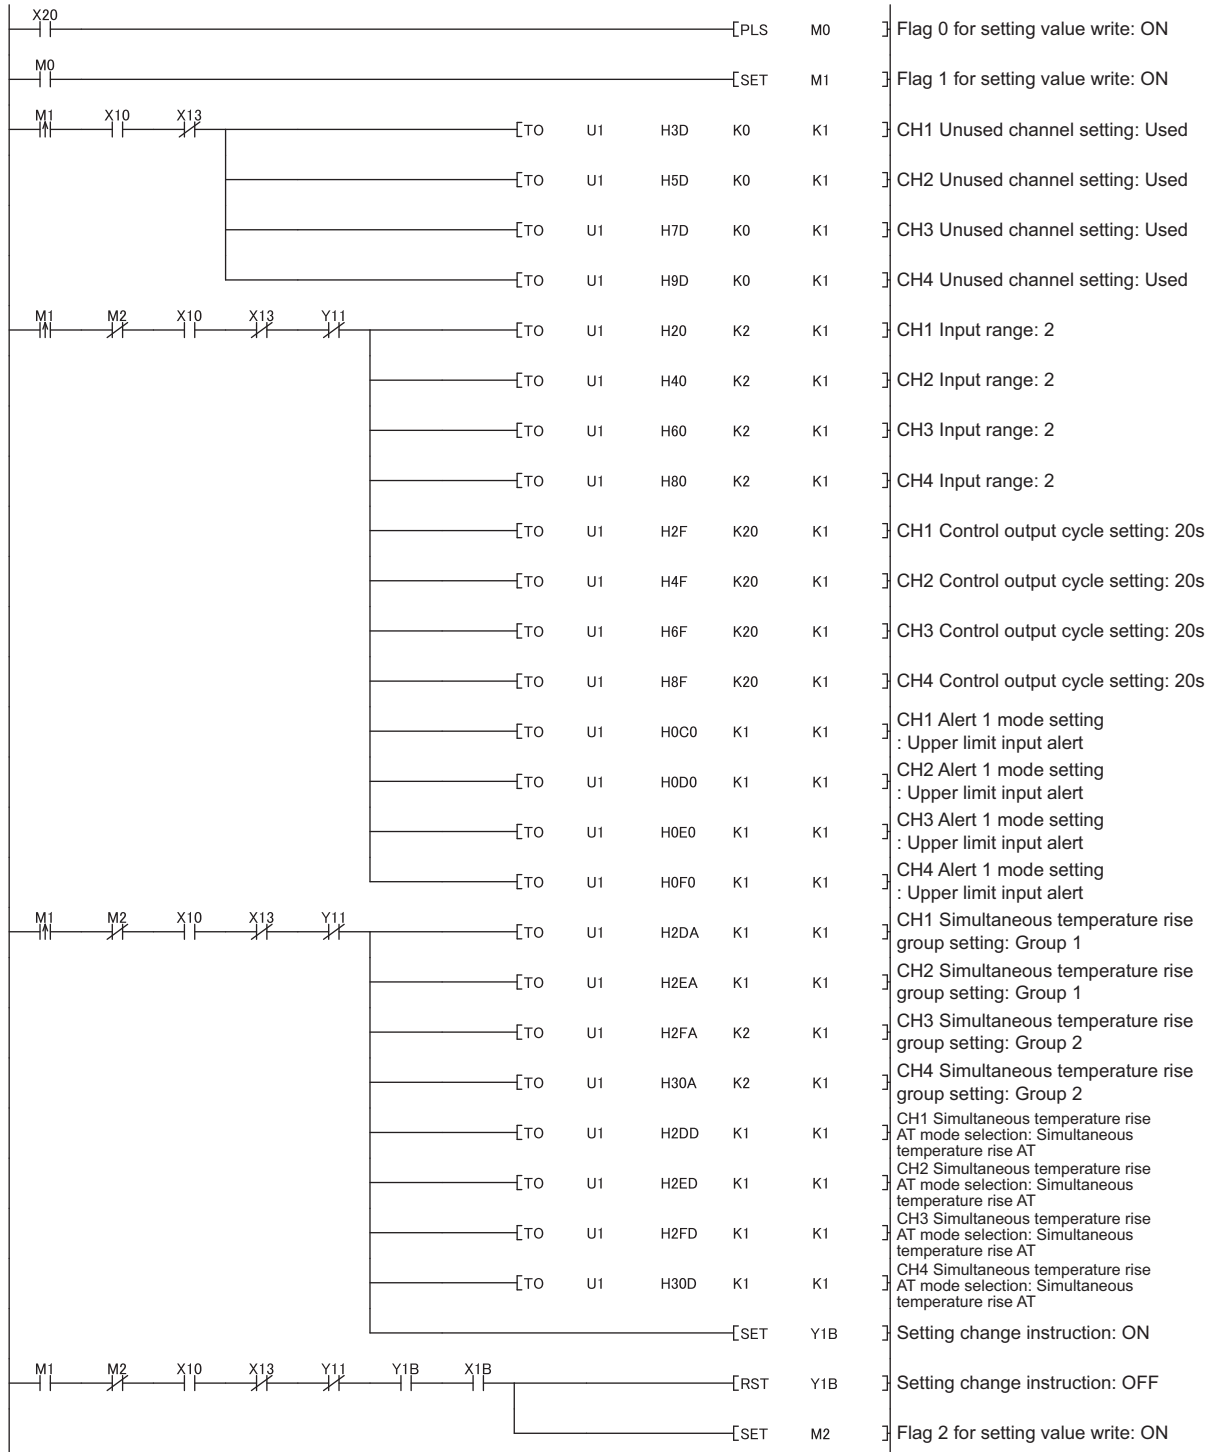 X20
[PLS M0 ] Flag 0 for setting value write: ON
M0
[SET M1 ] Flag 1 for setting value write: ON
M1 X10 X13
[TO U1 H3D K0 K1 ] CH1 Unused channel setting: Used
[TO U1 H5D K0 K1 ] CH2 Unused channel setting: Used
[TO U1 H7D K0 K1 ] CH3 Unused channel setting: Used
[TO U1 H9D K0 K1 ] CH4 Unused channel setting: Used
M1 M2 X10 X13 Y11
[TO U1 H20 K2 K1 ] CH1 Input range: 2
[TO U1 H40 K2 K1 ] CH2 Input range: 2
[TO U1 H60 K2 K1 ] CH3 Input range: 2
[TO U1 H80 K2 K1 ] CH4 Input range: 2
[TO U1 H2F K20 K1 ] CH1 Control output cycle setting: 20s
[TO U1 H4F K20 K1 ] CH2 Control output cycle setting: 20s
[TO U1 H6F K20 K1 ] CH3 Control output cycle setting: 20s
[TO U1 H8F K20 K1 ] CH4 Control output cycle setting: 20s
[TO U1 H0C0 K1 K1 ] CH1 Alert 1 mode setting
: Upper limit input alert
[TO U1 H0D0 K1 K1 ] CH2 Alert 1 mode setting
: Upper limit input alert
[TO U1 H0E0 K1 K1 ] CH3 Alert 1 mode setting
: Upper limit input alert
[TO U1 H0F0 K1 K1 ] CH4 Alert 1 mode setting
: Upper limit input alert
M1 M2 X10 X13 Y11
[TO U1 H2DA K1 K1 ] CH1 Simultaneous temperature rise
group setting: Group 1
[TO U1 H2EA K1 K1 ] CH2 Simultaneous temperature rise
group setting: Group 1
[TO U1 H2FA K2 K1 ] CH3 Simultaneous temperature rise
group setting: Group 2
[TO U1 H30A K2 K1 ] CH4 Simultaneous temperature rise
group setting: Group 2
[TO U1 H2DD K1 K1 ] CH1 Simultaneous temperature rise
AT mode selection: Simultaneous
temperature rise AT
[TO U1 H2ED K1 K1 ] CH2 Simultaneous temperature rise
AT mode selection: Simultaneous
temperature rise AT
[TO U1 H2FD K1 K1 ] CH3 Simultaneous temperature rise
AT mode selection: Simultaneous
temperature rise AT
[TO U1 H30D K1 K1 ] CH4 Simultaneous temperature rise
AT mode selection: Simultaneous
temperature rise AT
[SET Y1B ] Setting change instruction: ON
M1 M2 X10 X13 Y11 Y1B X1B
[RST Y1B ] Setting change instruction: OFF
[SET M2 ] Flag 2 for setting value write: ON